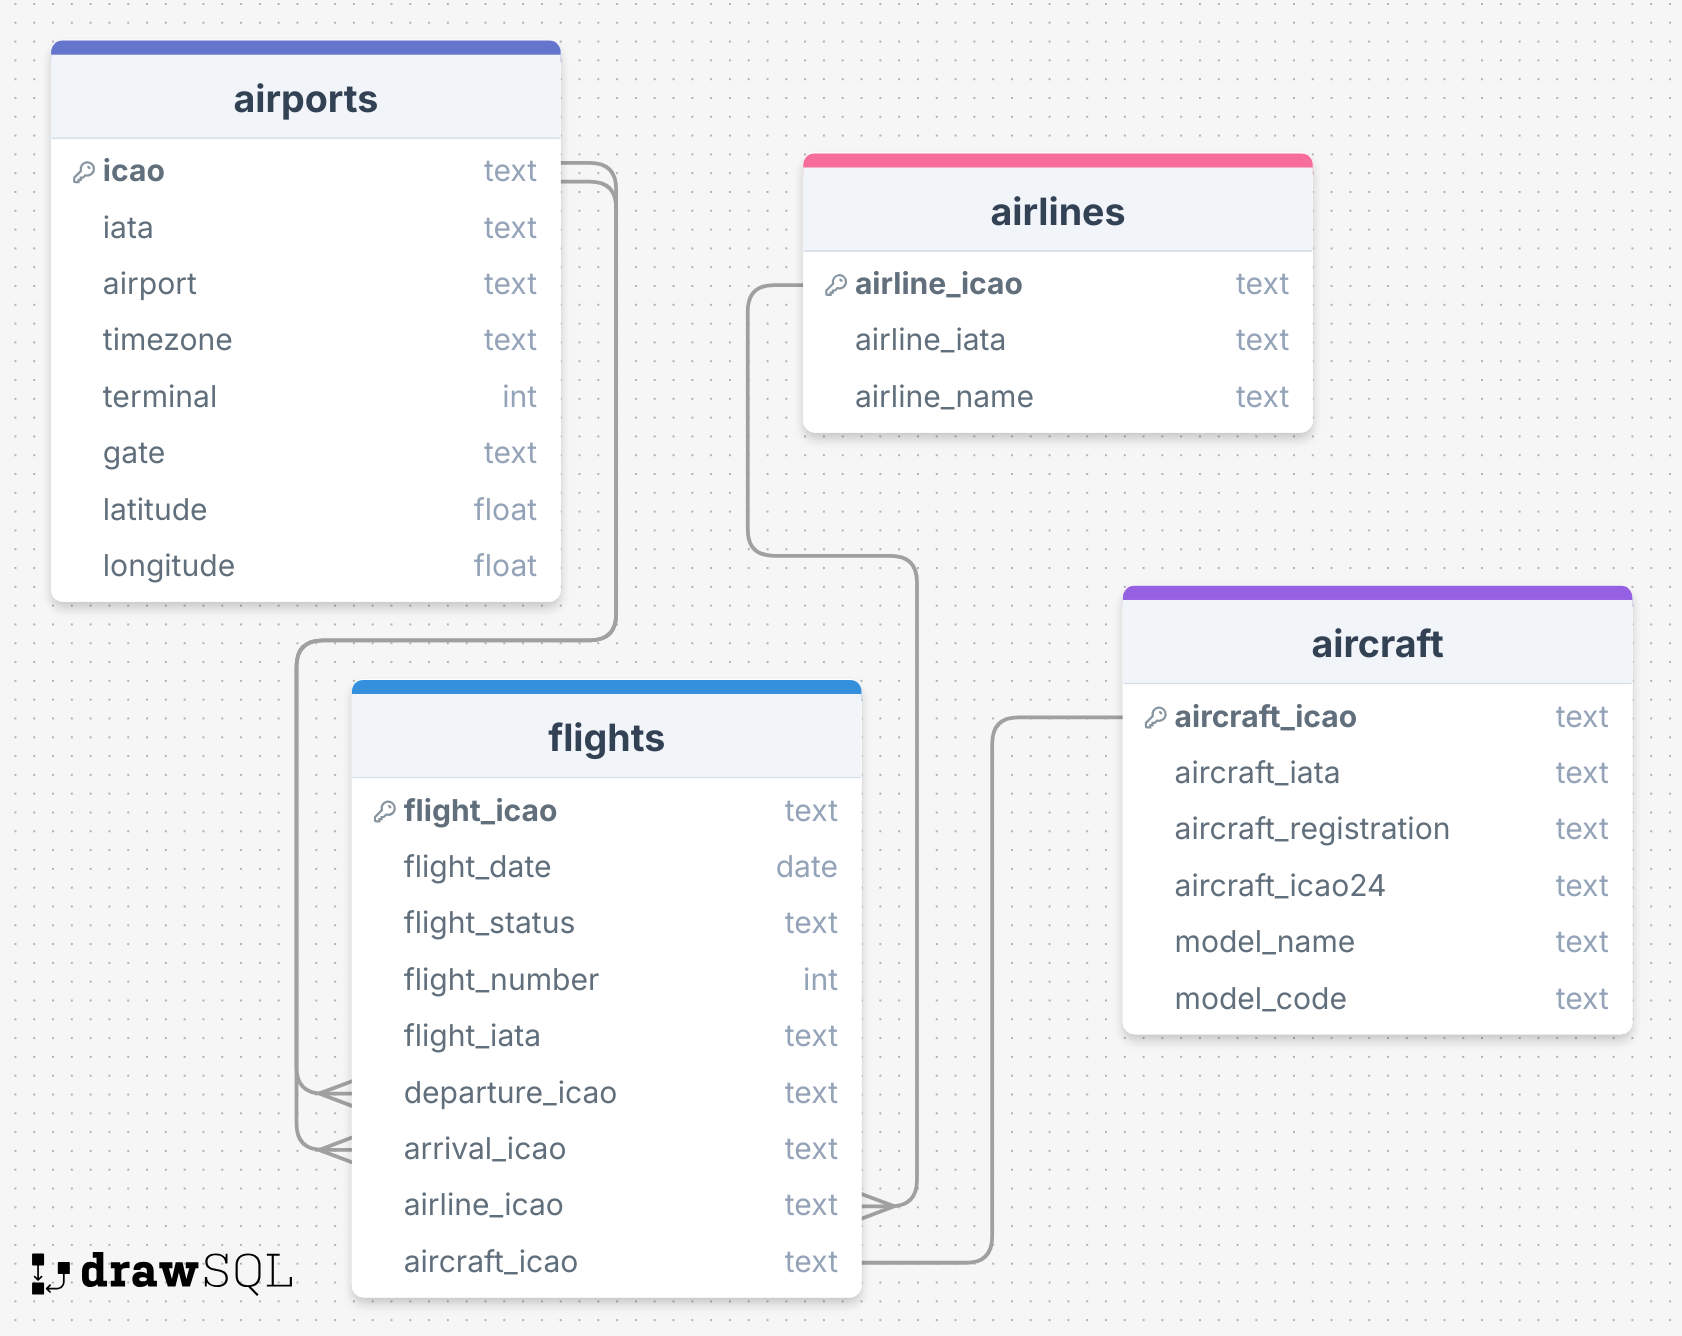 airports
icao text
iata text
airport text
timezone text
terminal int
gate text
latitude float
longitude float
airlines
airline_icao text
airline_iata text
airline_name text
flights
flight_icao text
flight_date date
flight_status text
flight_number int
flight_iata text
departure_icao text
arrival_icao text
airline_icao text
aircraft_icao text
aircraft
aircraft_icao text
aircraft_iata text
aircraft_registration text
aircraft_icao24 text
model_name text
model_code text
drawSQL